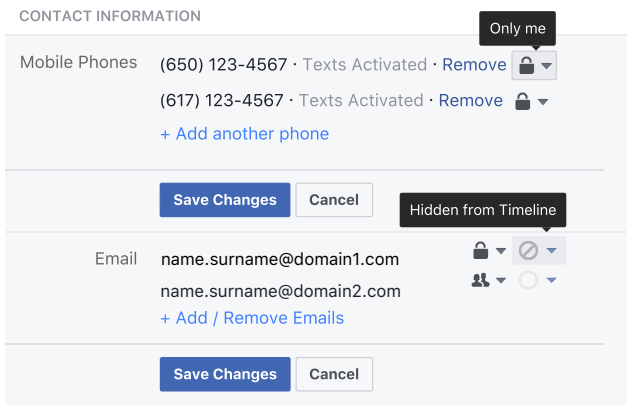 CONTACT INFORMATION
Only me
Mobile Phones (650) 123-4567 · Texts Activated · Remove
(617) 123-4567 · Texts Activated · Remove
+ Add another phone
Save Changes Cancel
Hidden from Timeline
Email name.surname@domain1.com
name.surname@domain2.com
+ Add / Remove Emails
Save Changes Cancel